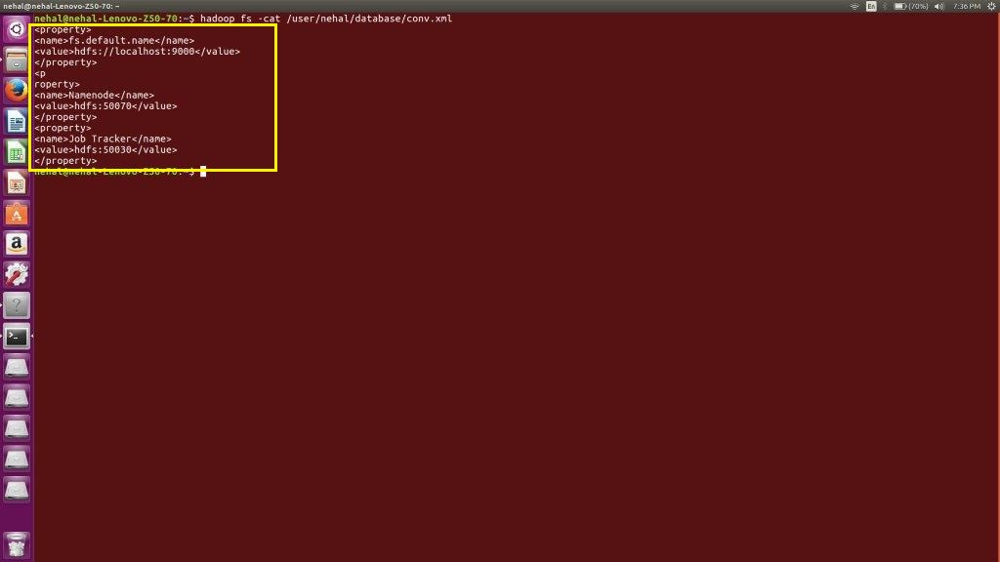 nehal@nehal-Lenovo-Z50-70: ~
En
(70%)
7:36 PM
nehal@nehal-Lenovo-Z50-70:~$ hadoop fs -cat /user/nehal/database/conv.xml
<property>
<name>fs.default.name</name>
<value>hdfs://localhost:9000</value>
</property>
<p
roperty>
<name>Namenode</name>
<value>hdfs:50070</value>
</property>
<property>
<name>Job Tracker</name>
<value>hdfs:50030</value>
</property>
nehal@nehal-Lenovo-Z50-70:~$